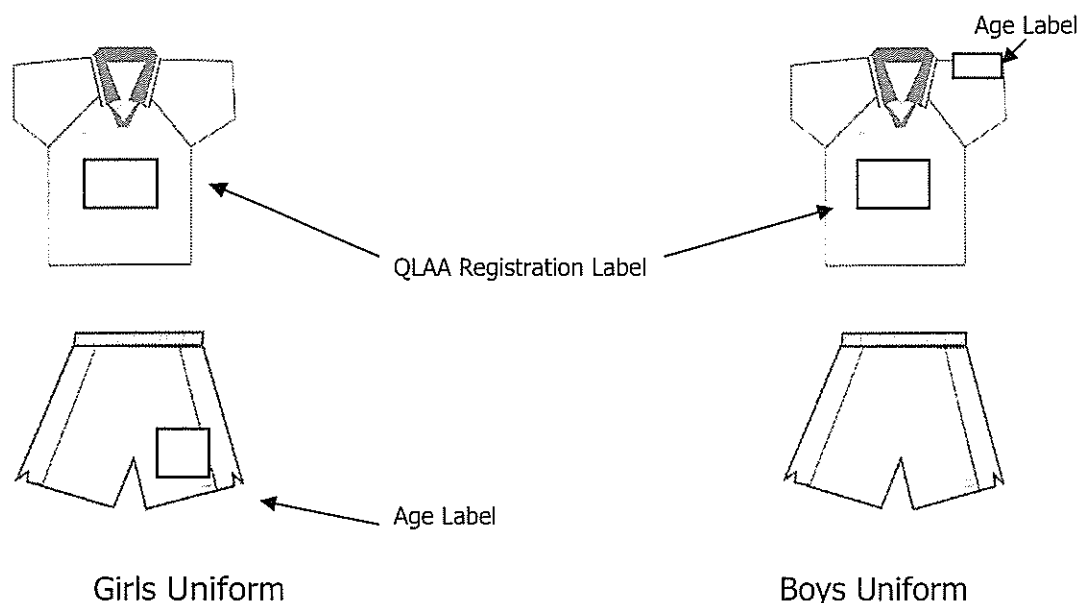 Age Label
QLAA Registration Label
Age Label
Girls Uniform
Boys Uniform